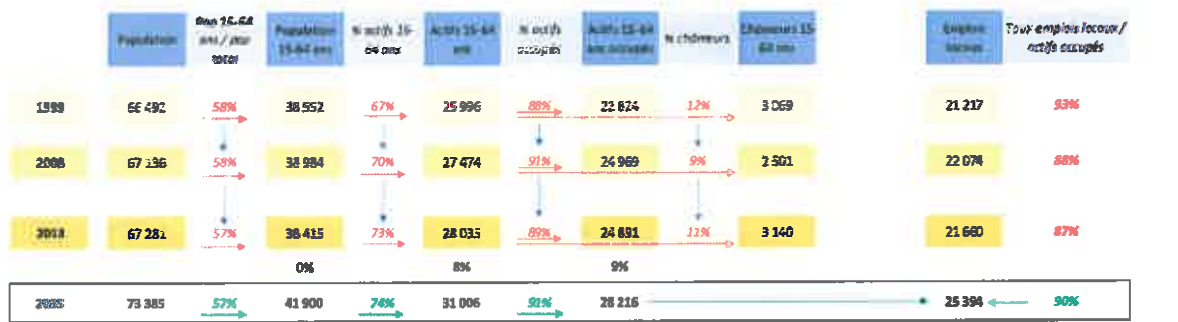 Population
Pop 15-64 ans / pop total
Population 15-64 ans
% actifs 15-64 ans
Actifs 15-64 ans
% actifs occupés
Actifs 15-64 ans occupés
% chômeurs
Chômeurs 15-64 ans
Emplois locaux
Taux emplois locaux / actifs occupés
1999 66 492 58% 38 552 67% 25 996 88% 12% 3 069 21 217 93%
2008 67 136 58% 38 984 70% 27 474 91% 24 969 9% 2 501 22 074 88%
2013 67 281 57% 38 415 73% 28 035 89% 24 891 11% 3 140 21 660 87%
0% 8% 9%
73 385 57% 41 900 74% 31 006 91% 28 216 25 394 90%